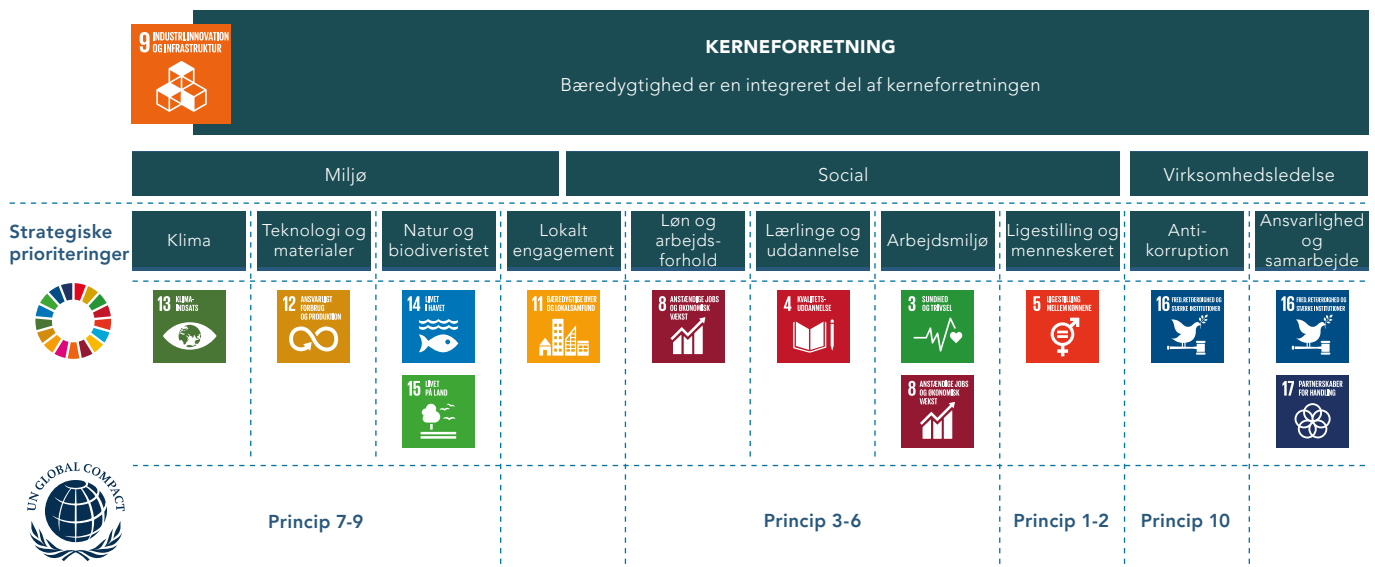 9 INDUSTRI, INNOVATION
OG INFRASTRUKTUR
KERNEFORRETNING
Bæredygtighed er en integreret del af kerneforretningen
Miljø
Social
Virksomhedsledelse
Strategiske
prioriteringer
Klima
Teknologi og
materialer
Natur og
biodiveristet
Lokalt
engagement
Løn og
arbejds-
forhold
Lærlinge og
uddannelse
Arbejdsmiljø
Ligestilling og
menneskeret
Anti-
korruption
Ansvarlighed
og
samarbejde
13 KLIMA-
INDSATS
12 ANSVARLIGT
FORBRUG
OG PRODUKTION
14 LIVET
I HAVET
11 BÆREDYGTIGE BYER
OG LOKALSAMFUND
8 ANSTÆNDIGE JOBS
OG ØKONOMISK
VÆKST
4 KVALITETS-
UDDANNELSE
3 SUNDHED
OG TRIVSEL
5 LIGESTILLING
MELLEM KØNNENE
16 FRED, RETFÆRDIGHED OG
STÆRKE INSTITUTIONER
16 FRED, RETFÆRDIGHED OG
STÆRKE INSTITUTIONER
15 LIVET
PÅ LAND
8 ANSTÆNDIGE JOBS
OG ØKONOMISK
VÆKST
17 PARTNERSKABER
FOR HANDLING
UN GLOBAL COMPACT
Princip 7-9
Princip 3-6
Princip 1-2
Princip 10